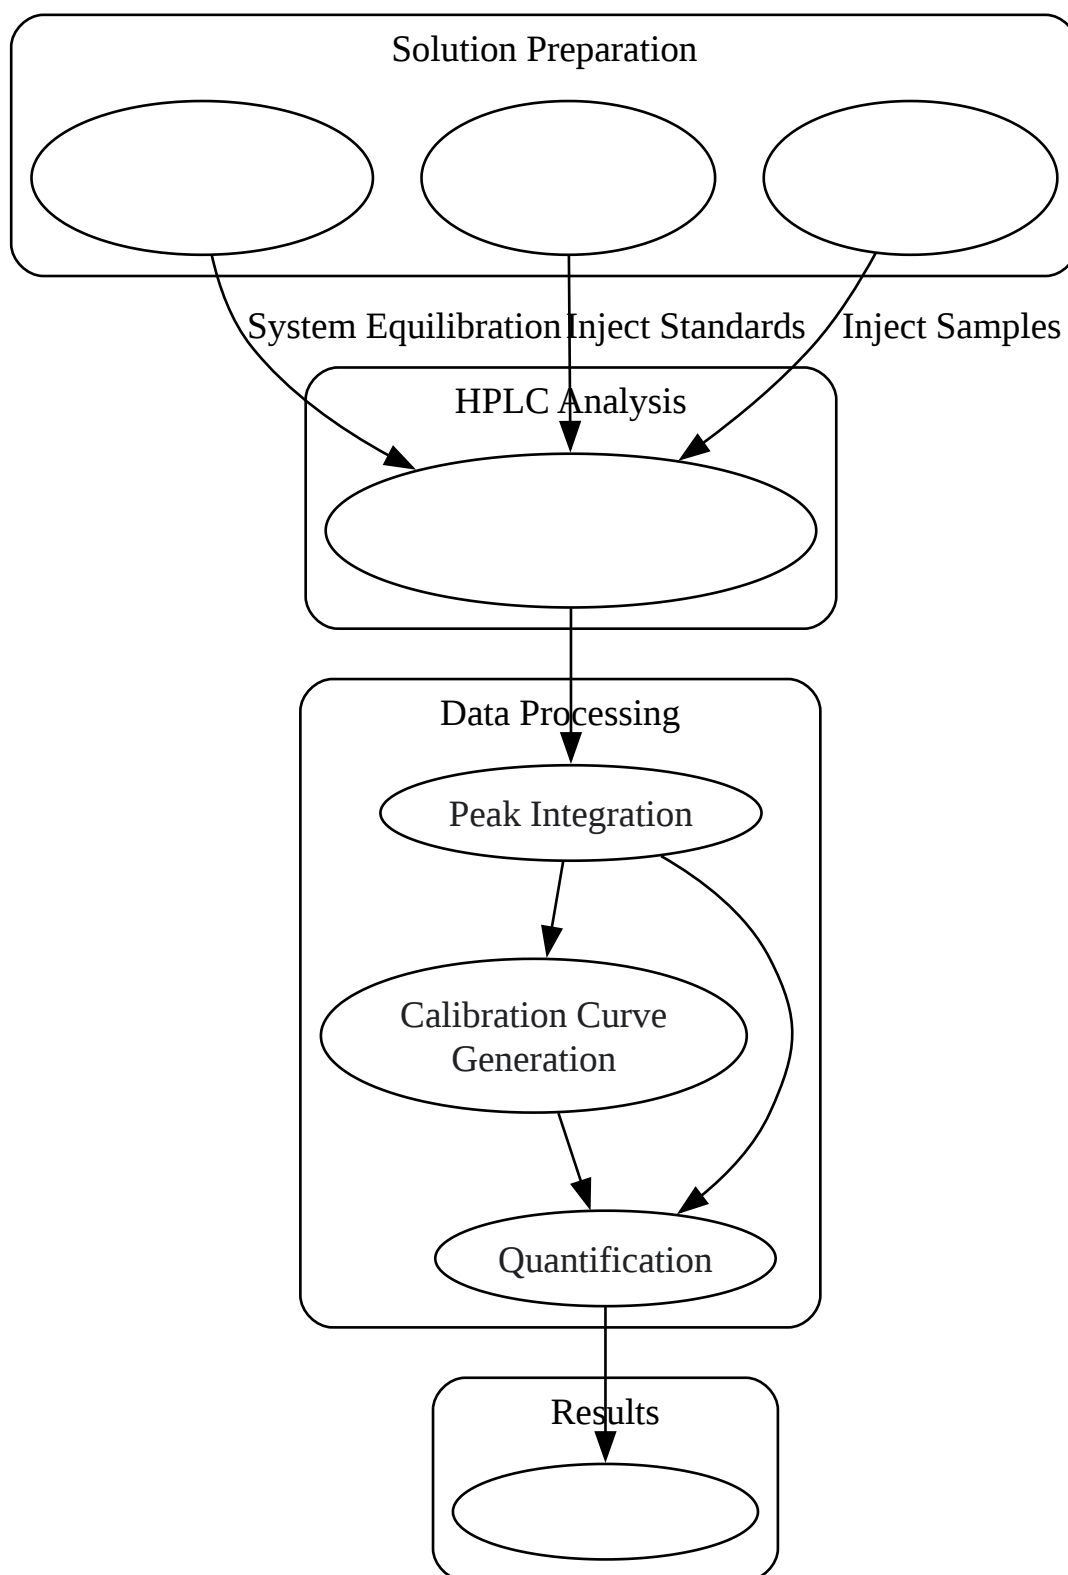 Solution Preparation
System Equilibration
Inject Standards
Inject Samples
HPLC Analysis
Data Processing
Peak Integration
Calibration Curve
Generation
Quantification
Results